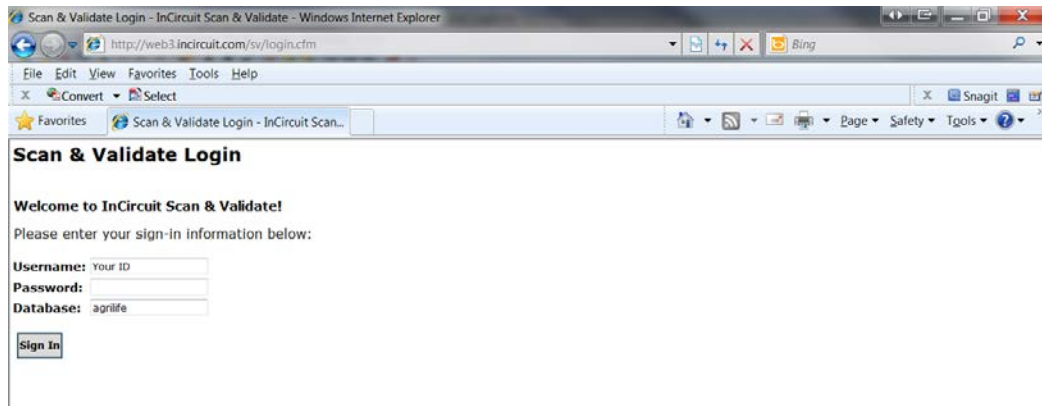 Scan & Validate Login - InCircuit Scan & Validate - Windows Internet Explorer
http://web3.incircuit.com/sv/login.cfm
Bing
File Edit View Favorites Tools Help
X Convert Select
X Snagit
Favorites Scan & Validate Login - InCircuit Scan...
Page Safety Tools
Scan & Validate Login
Welcome to InCircuit Scan & Validate!
Please enter your sign-in information below:
Username: Your ID
Password:
Database: agrilife
Sign In